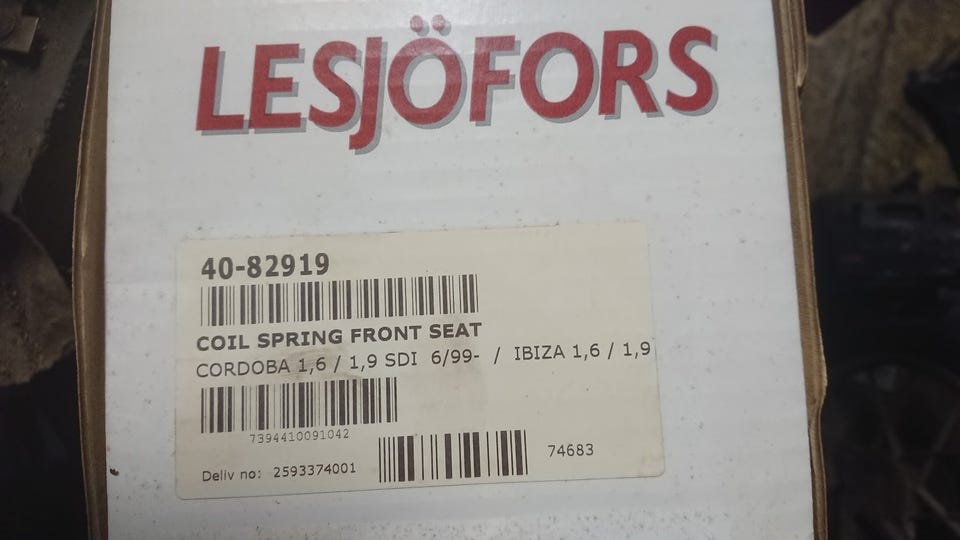 LESJÖFORS
40-82919
COIL SPRING FRONT SEAT
CORDOBA 1,6 / 1,9 SDI 6/99- / IBIZA 1,6 / 1,9
7394410091042
Deliv no: 2593374001
74683